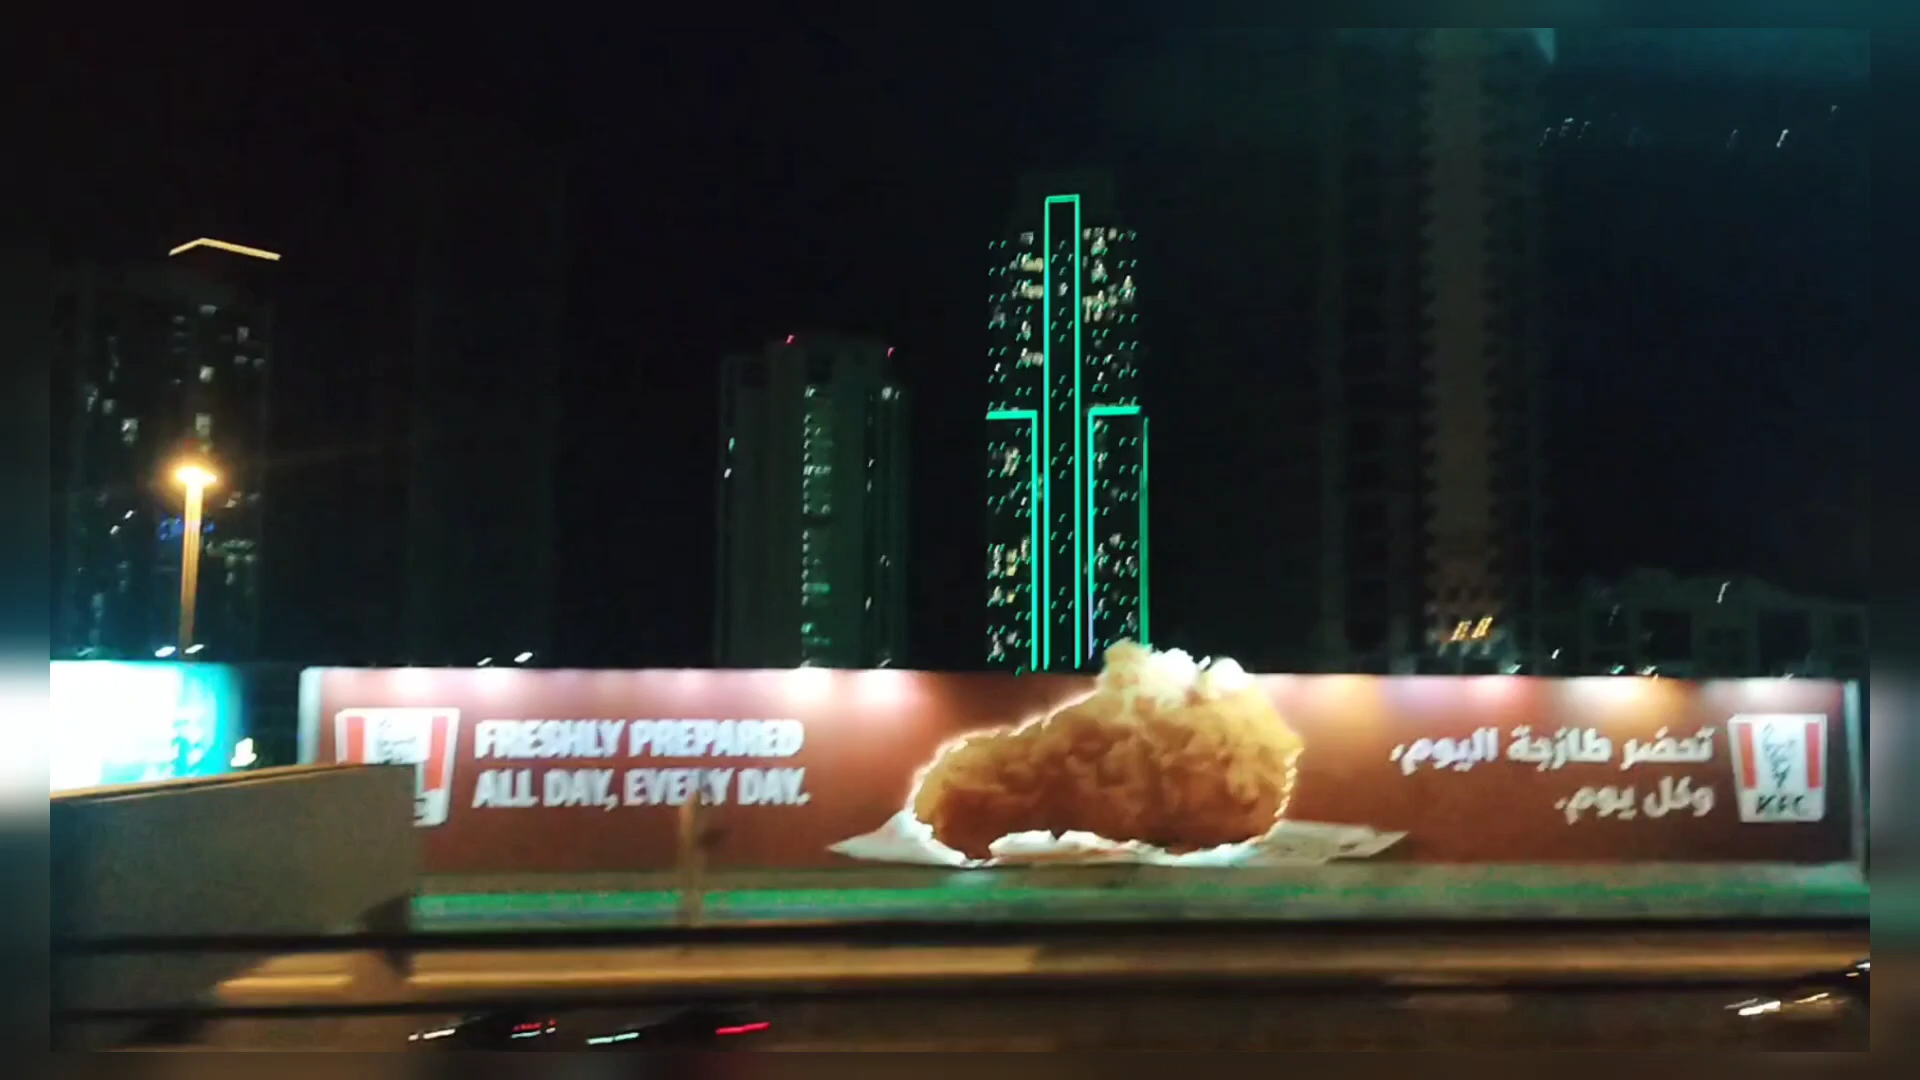 FRESHLY PREPARED
ALL DAY, EVERY DAY.
تحضر طازجة اليوم،
وكل يوم.
KFC